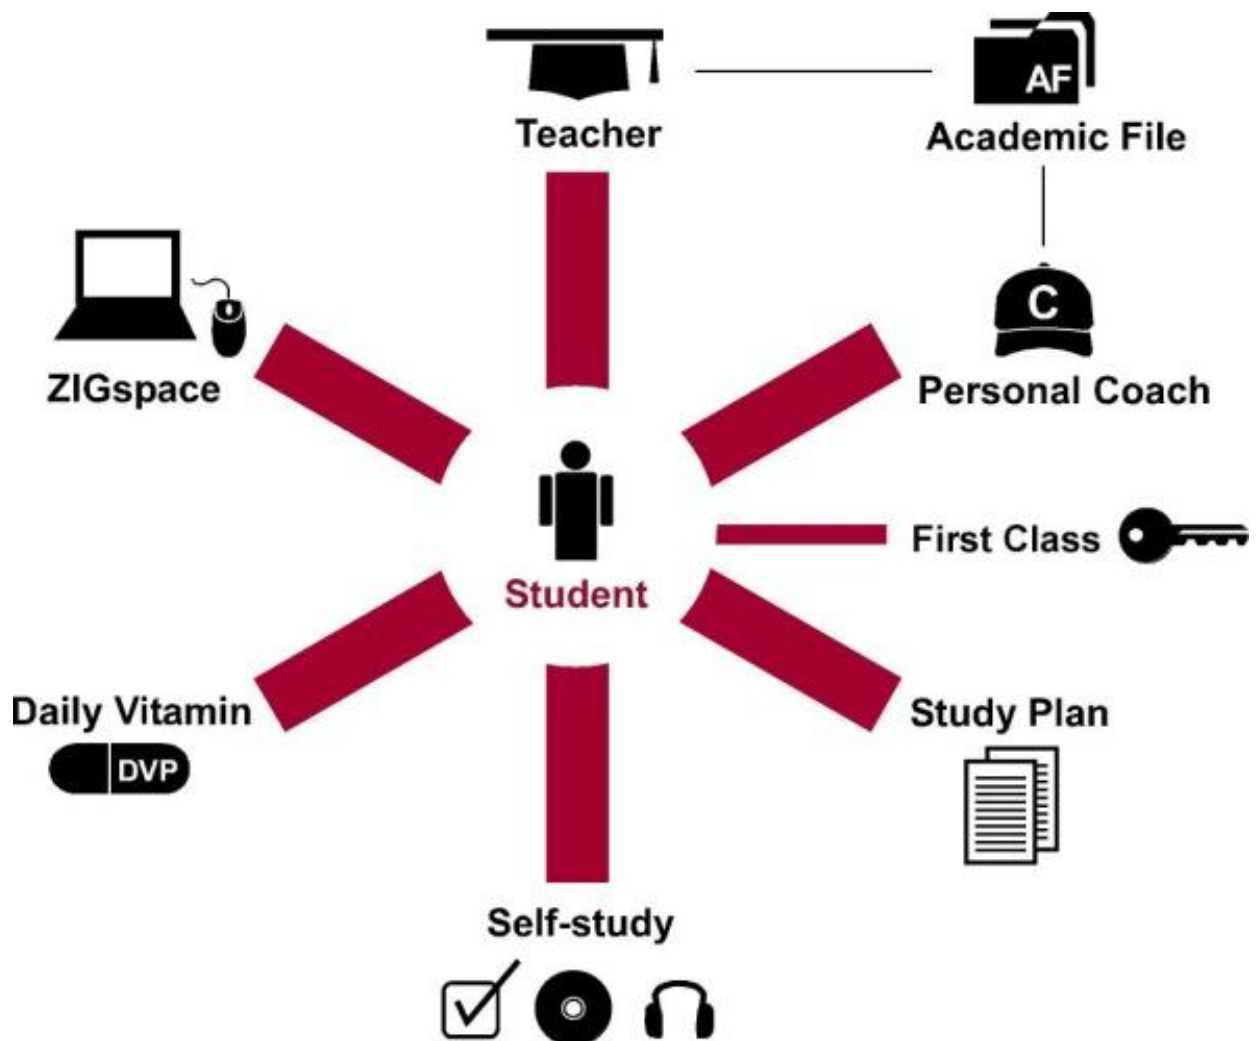 AF
Teacher
Academic File
C
ZIGspace
Personal Coach
First Class
Student
Daily Vitamin
Study Plan
DVP
Self-study